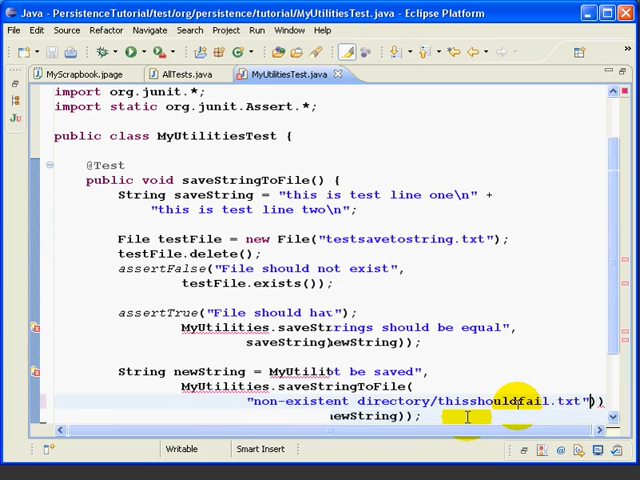 Java - PersistenceTutorial/test/org/persistence/tutorial/MyUtilitiesTest.java - Eclipse Platform
File Edit Source Refactor Navigate Search Project Run Window Help
MyScrapbook.jpage AllTests.java MyUtilitiesTest.java
import org.junit.*;
import static org.junit.Assert.*;
public class MyUtilitiesTest {
@Test
public void saveStringToFile() {
String saveString = "this is test line one\n" +
"this is test line two\n";
File testFile = new File("testsavetostring.txt");
testFile.delete();
assertFalse("File should not exist",
testFile.exists());
assertTrue("File should hav");
MyUtilities.saveStrrings should be equal",
saveString newString));
String newString = MyUtilit be saved",
MyUtilities.saveStringToFile(
"non-existent directory/thisshouldfail.txt"))
newString));
Writable Smart Insert